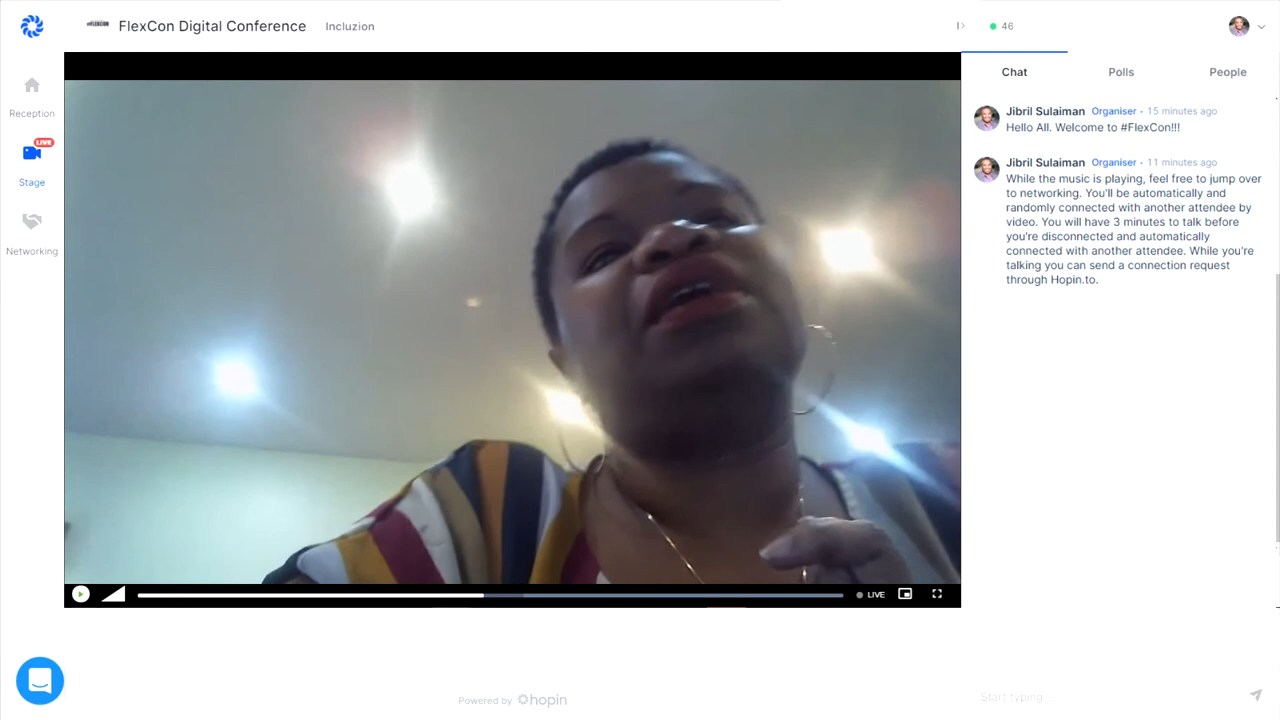 #FLEXCON FlexCon Digital Conference Incluzion
46
Reception
LIVE
Stage
Networking
Chat Polls People
Jibril Sulaiman Organiser • 15 minutes ago
Hello All. Welcome to #FlexCon!!!
Jibril Sulaiman Organiser • 11 minutes ago
While the music is playing, feel free to jump over
to networking. You'll be automatically and
randomly connected with another attendee by
video. You will have 3 minutes to talk before
you're disconnected and automatically
connected with another attendee. While you're
talking you can send a connection request
through Hopin.to.
LIVE
Powered by hopin
Start typing